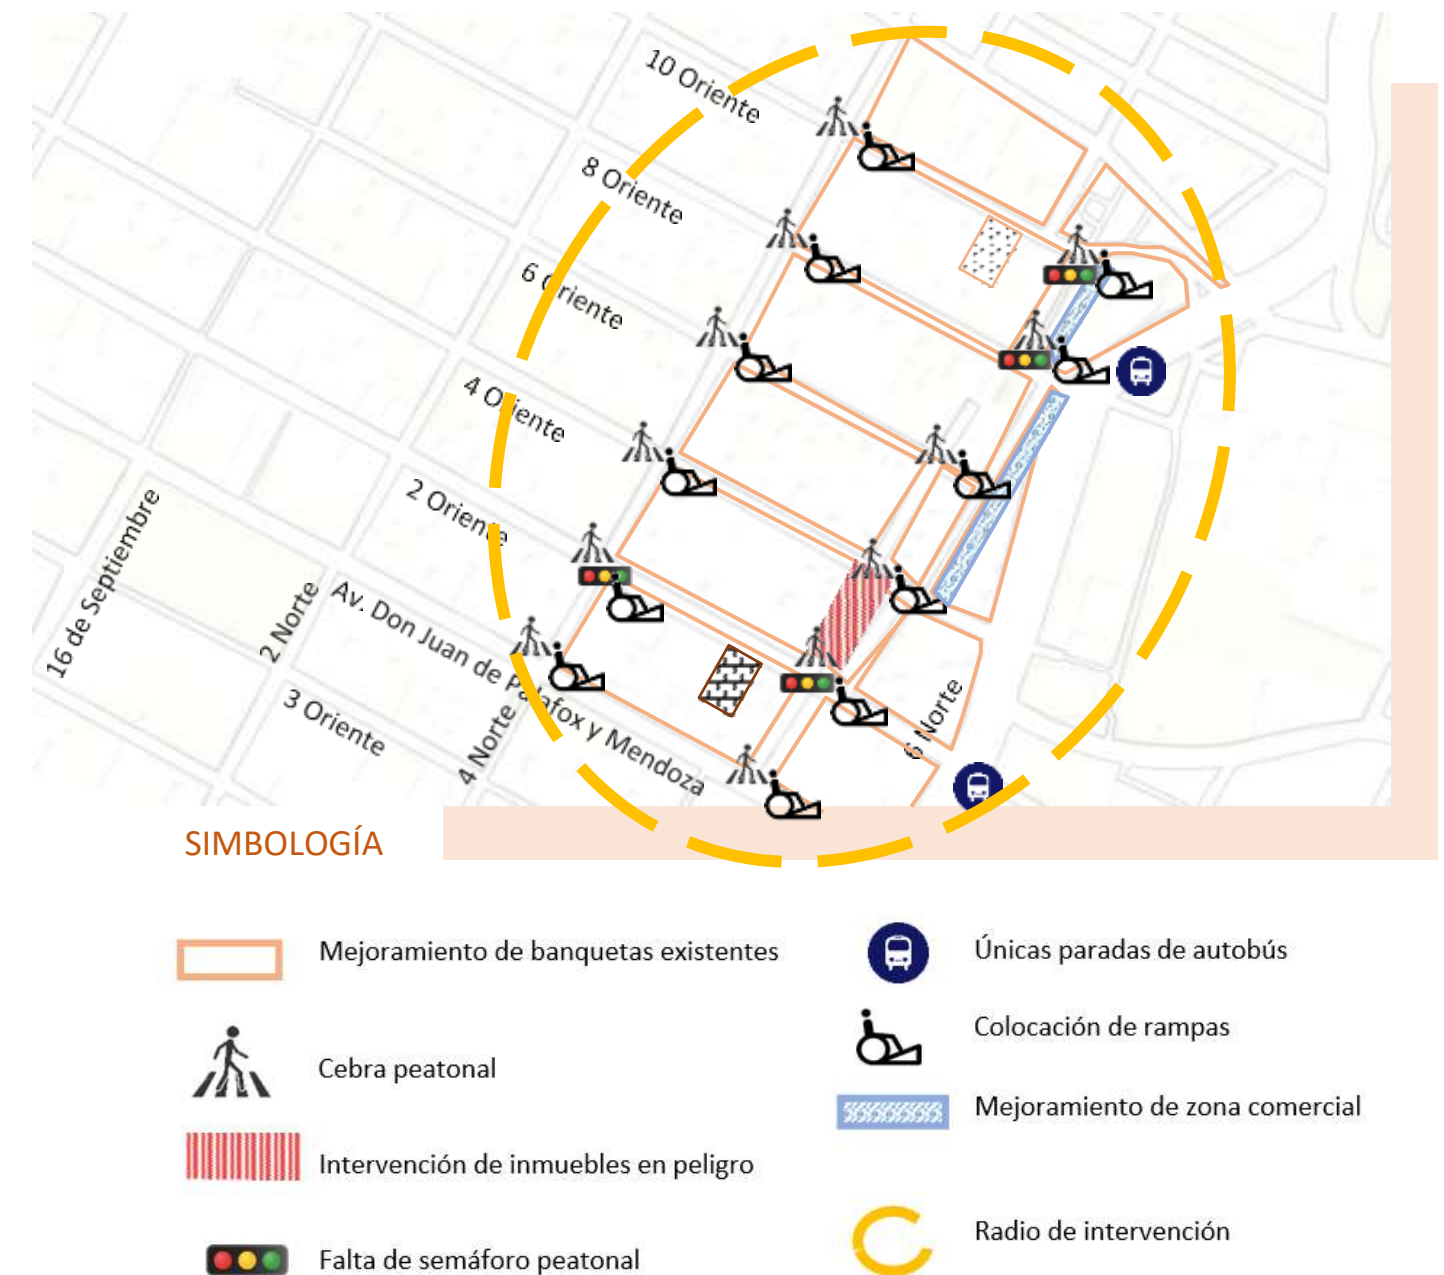 10 Oriente
8 Oriente
6 Oriente
4 Oriente
2 Oriente
16 de Septiembre
2 Norte
Av. Don Juan de Palafox y Mendoza
3 Oriente
4 Norte
6 Norte
SIMBOLOGÍA
Mejoramiento de banquetas existentes
Únicas paradas de autobús
Colocación de rampas
Cebra peatonal
Mejoramiento de zona comercial
Intervención de inmuebles en peligro
Radio de intervención
Falta de semáforo peatonal